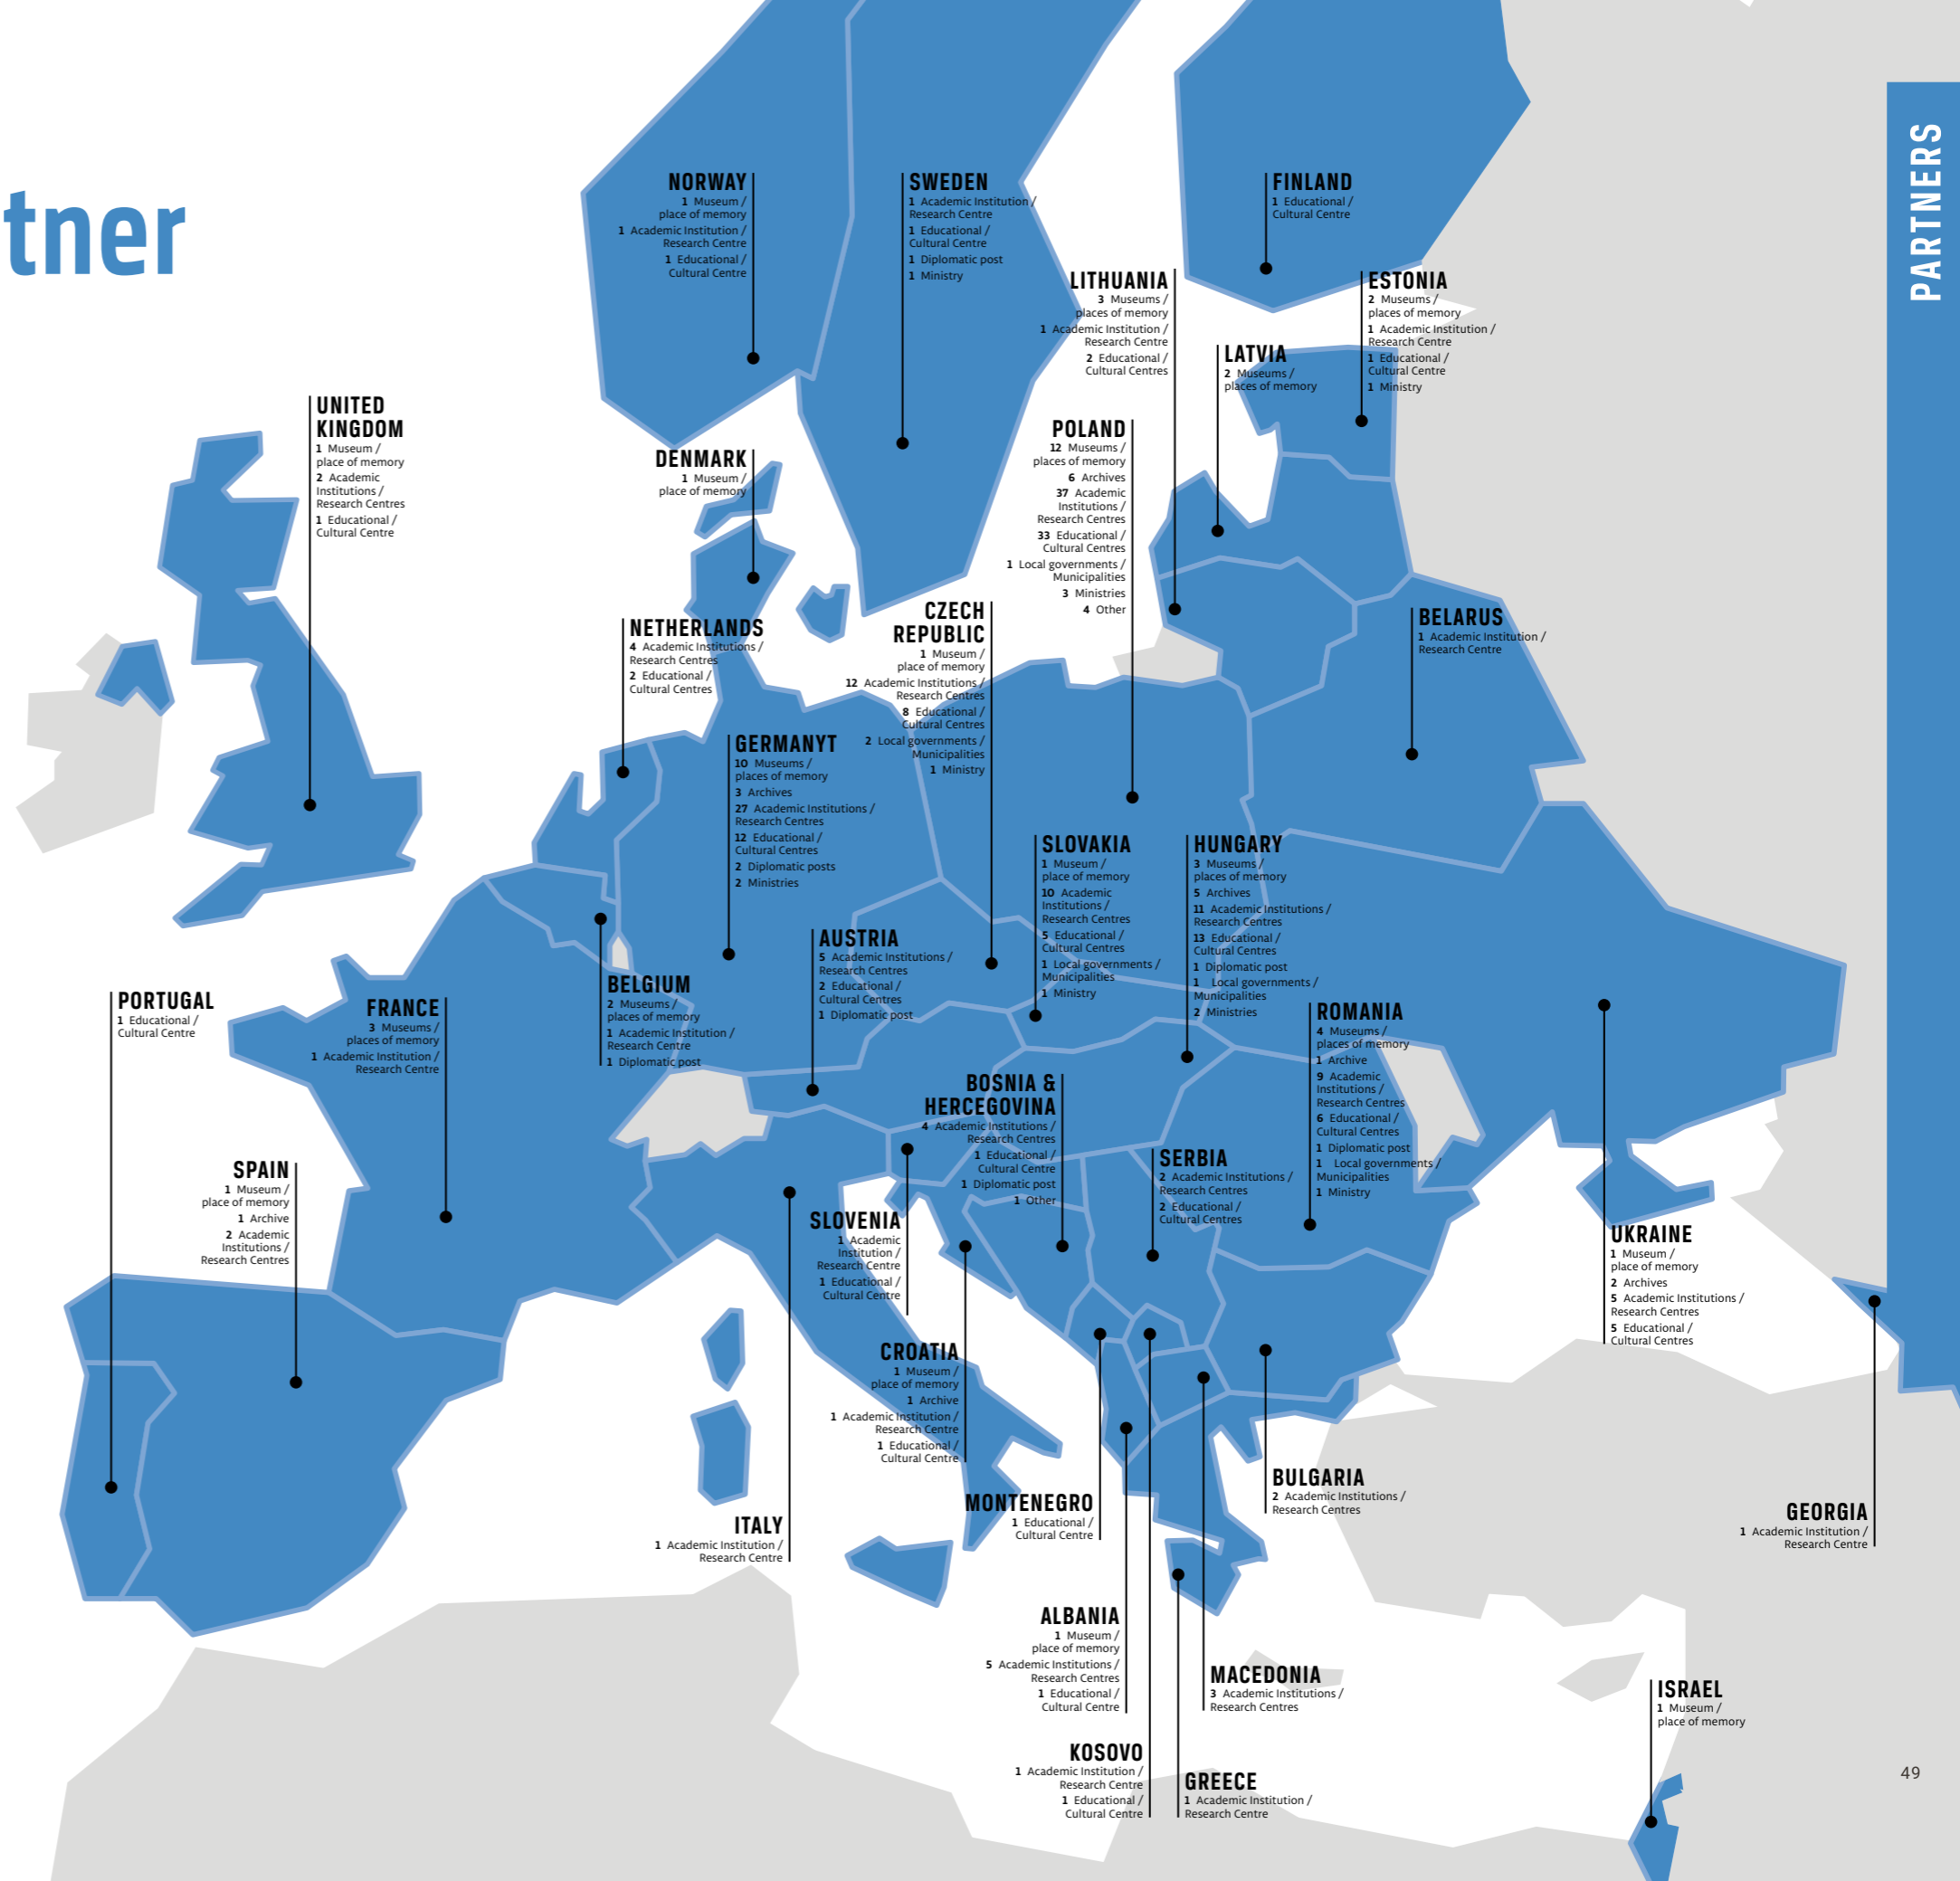 tner
PARTNERS
NORWAY
1 Museum /
place of memory
1 Academic Institution /
Research Centre
1 Educational /
Cultural Centre
SWEDEN
1 Academic Institution /
Research Centre
1 Educational /
Cultural Centre
1 Diplomatic post
1 Ministry
FINLAND
1 Educational /
Cultural Centre
LITHUANIA
3 Museums /
places of memory
1 Academic Institution /
Research Centre
2 Educational /
Cultural Centres
ESTONIA
2 Museums /
places of memory
1 Academic Institution /
Research Centre
1 Educational /
Cultural Centre
1 Ministry
LATVIA
2 Museums /
places of memory
UNITED
KINGDOM
1 Museum /
place of memory
2 Academic
Institutions /
Research Centres
1 Educational /
Cultural Centre
DENMARK
1 Museum /
place of memory
POLAND
12 Museums /
places of memory
6 Archives
37 Academic
Institutions /
Research Centres
33 Educational /
Cultural Centres
1 Local governments /
Municipalities
3 Ministries
4 Other
NETHERLANDS
4 Academic Institutions /
Research Centres
2 Educational /
Cultural Centres
CZECH
REPUBLIC
1 Museum /
place of memory
12 Academic Institutions /
Research Centres
8 Educational /
Cultural Centres
2 Local governments /
Municipalities
1 Ministry
BELARUS
1 Academic Institution /
Research Centre
GERMANYT
10 Museums /
places of memory
3 Archives
27 Academic Institutions /
Research Centres
12 Educational /
Cultural Centres
2 Diplomatic posts
2 Ministries
SLOVAKIA
1 Museum /
place of memory
10 Academic
Institutions /
Research Centres
5 Educational /
Cultural Centres
1 Local governments /
Municipalities
1 Ministry
HUNGARY
3 Museums /
places of memory
5 Archives
11 Academic Institutions /
Research Centres
13 Educational /
Cultural Centres
1 Diplomatic post
1 Local governments /
Municipalities
2 Ministries
AUSTRIA
5 Academic Institutions /
Research Centres
2 Educational /
Cultural Centres
1 Diplomatic post
BELGIUM
2 Museums /
places of memory
1 Academic Institution /
Research Centre
1 Diplomatic post
PORTUGAL
1 Educational /
Cultural Centre
FRANCE
3 Museums /
places of memory
1 Academic Institution /
Research Centre
ROMANIA
4 Museums /
places of memory
1 Archive
9 Academic
Institutions /
Research Centres
6 Educational /
Cultural Centres
1 Diplomatic post
1 Local governments /
Municipalities
1 Ministry
BOSNIA &
HERCEGOVINA
4 Academic Institutions /
Research Centres
1 Educational /
Cultural Centre
1 Diplomatic post
1 Other
SERBIA
2 Academic Institutions /
Research Centres
2 Educational /
Cultural Centres
SPAIN
1 Museum /
place of memory
1 Archive
2 Academic
Institutions /
Research Centres
SLOVENIA
1 Academic
Institution /
Research Centre
1 Educational /
Cultural Centre
UKRAINE
1 Museum /
place of memory
2 Archives
5 Academic Institutions /
Research Centres
5 Educational /
Cultural Centres
CROATIA
1 Museum /
place of memory
1 Archive
1 Academic Institution /
Research Centre
1 Educational /
Cultural Centre
BULGARIA
2 Academic Institutions /
Research Centres
MONTENEGRO
1 Educational /
Cultural Centre
ITALY
1 Academic Institution /
Research Centre
GEORGIA
1 Academic Institution /
Research Centre
ALBANIA
1 Museum /
place of memory
5 Academic Institutions /
Research Centres
1 Educational /
Cultural Centre
MACEDONIA
3 Academic Institutions /
Research Centres
ISRAEL
1 Museum /
place of memory
KOSOVO
1 Academic Institution /
Research Centre
1 Educational /
Cultural Centre
GREECE
1 Academic Institution /
Research Centre
49